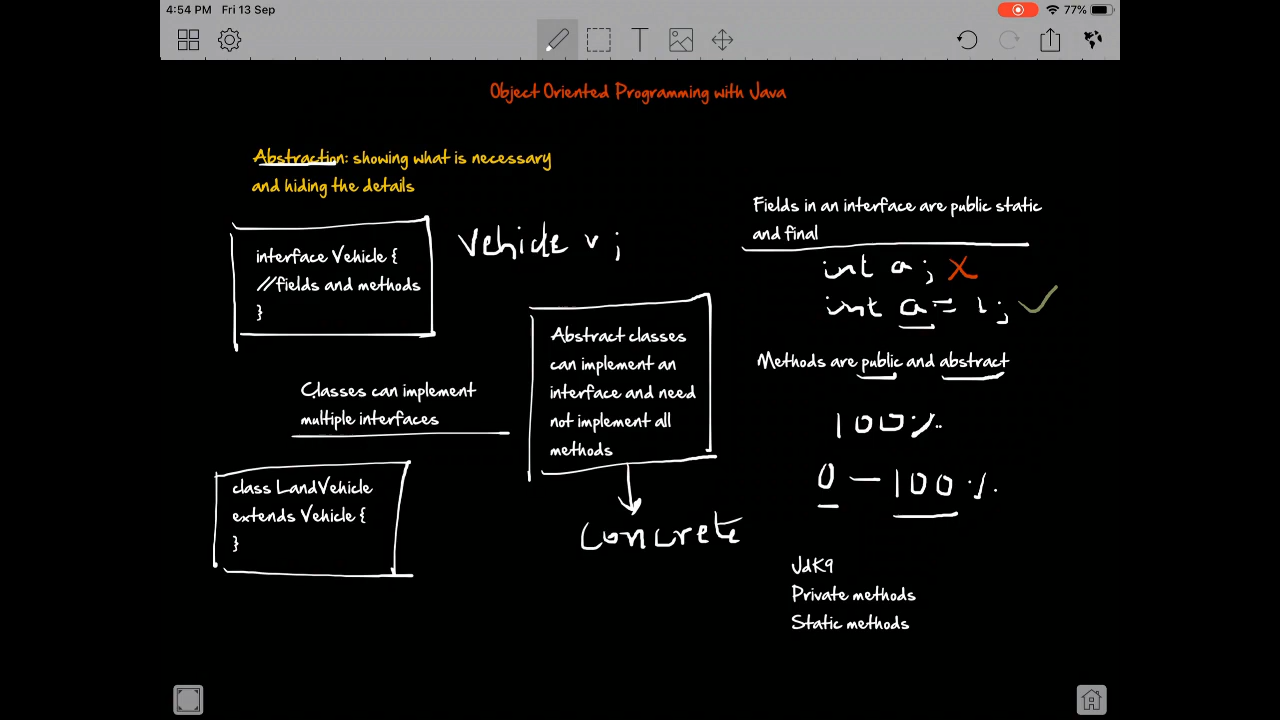 4:54 PM Fri 13 Sep
77%
T
Object Oriented Programming with Java
Abstraction: showing what is necessary
and hiding the details
interface Vehicle {
//fields and methods
}
Vehicle v ;
Classes can implement
multiple interfaces
class LandVehicle
extends Vehicle {
}
Abstract classes
can implement an
interface and need
not implement all
methods
Concrete
Fields in an interface are public static
and final
int a ; X
int a = 1 ; ✓
Methods are public and abstract
100%.
0 — 100 %
Jdk9
Private methods
Static methods